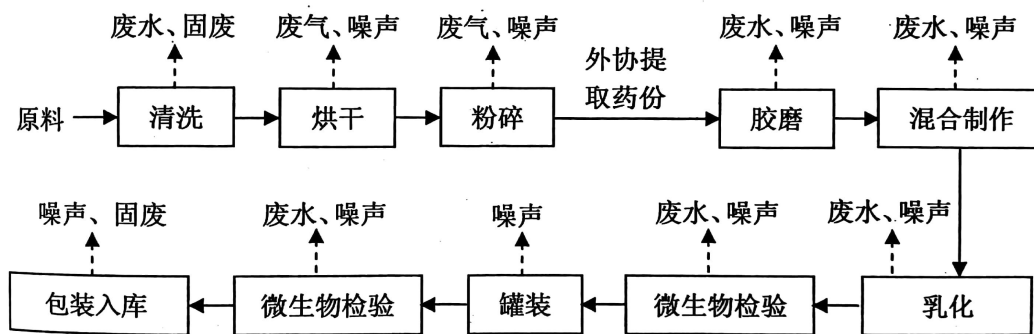 废水、固废
废气、噪声
废气、噪声
外协提
取药份
废水、噪声
废水、噪声
原料
清洗
烘干
粉碎
胶磨
混合制作
噪声、固废
废水、噪声
噪声
废水、噪声
废水、噪声
包装入库
微生物检验
罐装
微生物检验
乳化